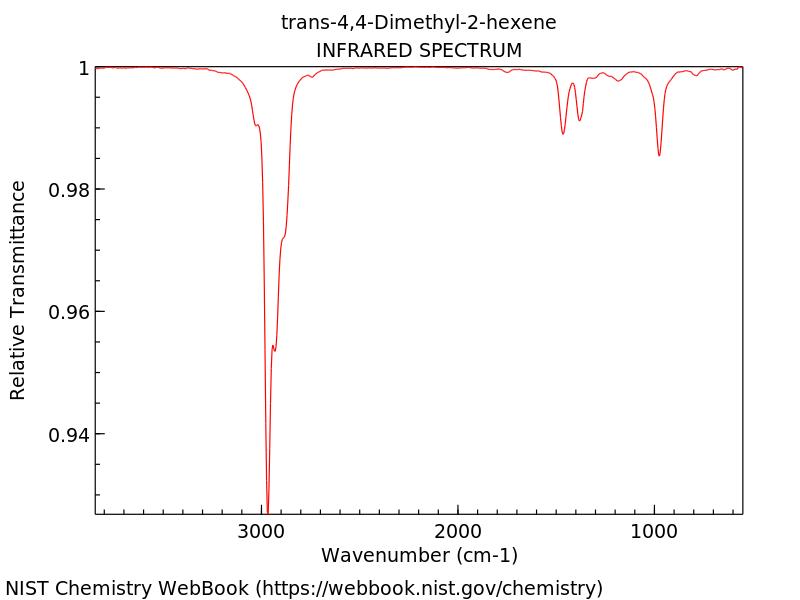 trans-4,4-Dimethyl-2-hexene
INFRARED SPECTRUM
1
0.98
0.96
0.94
Relative Transmittance
3000 2000 1000
Wavenumber (cm-1)
NIST Chemistry WebBook (https://webbook.nist.gov/chemistry)